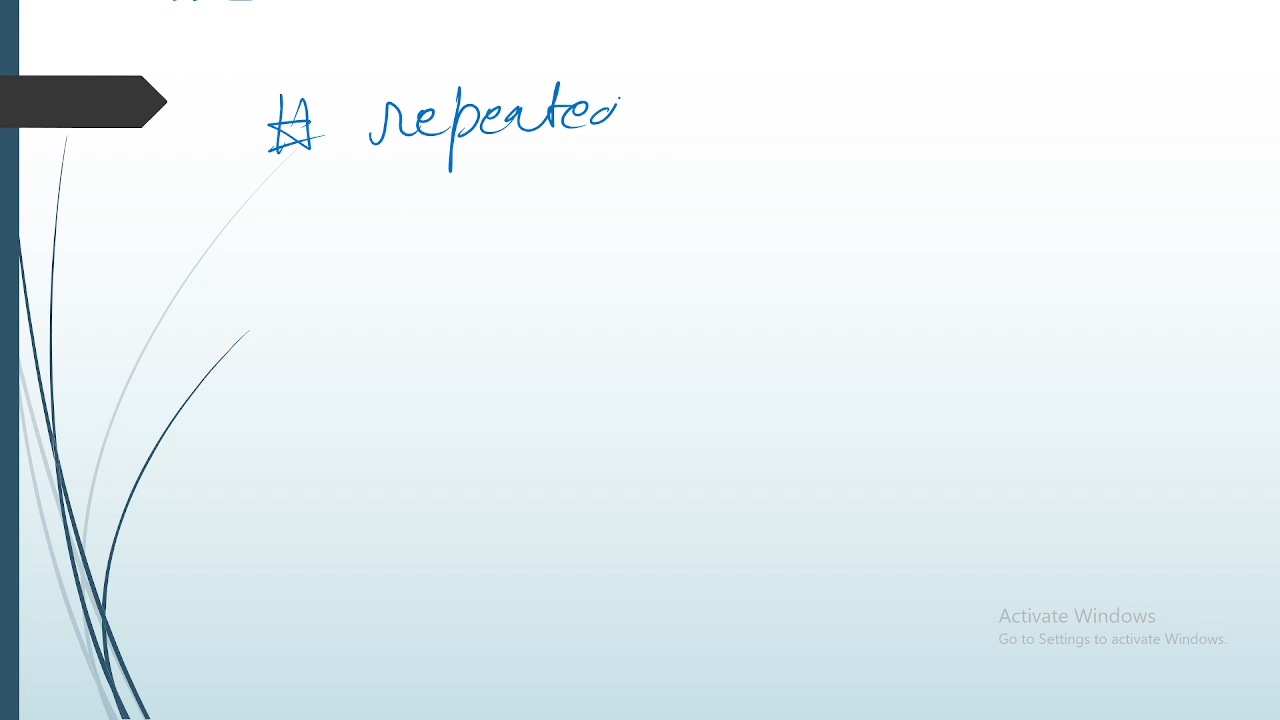 # repeated
Activate Windows
Go to Settings to activate Windows.